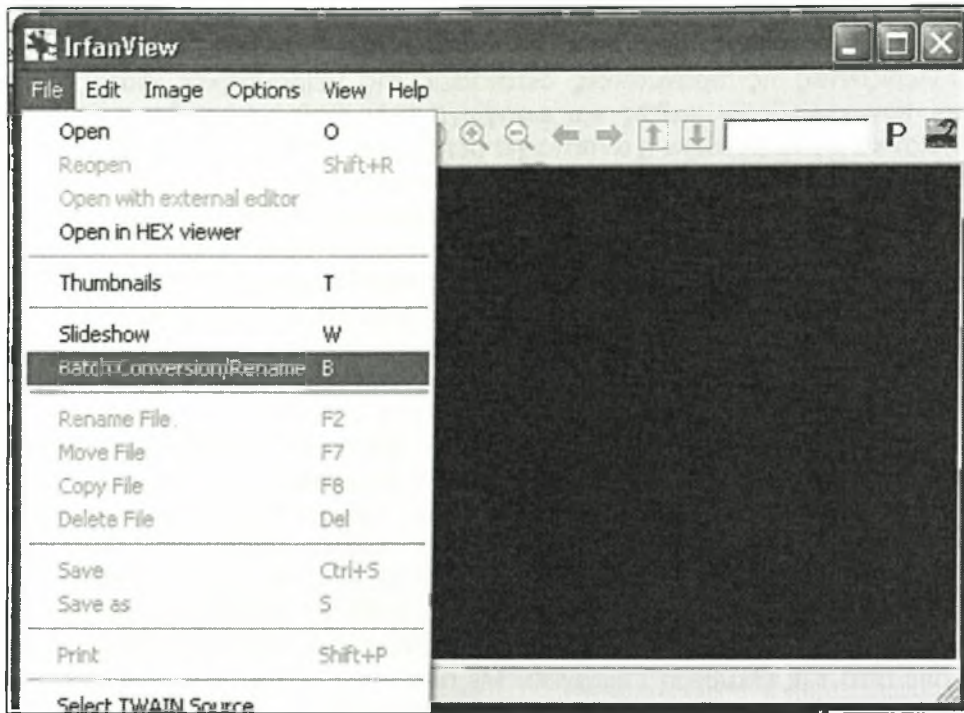 IrfanView
File Edit Image Options View Help
P
Open O
Reopen Shift+R
Open with external editor
Open in HEX viewer
Thumbnails T
Slideshow W
Batch Conversion/Rename B
Rename File F2
Move File F7
Copy File F8
Delete File Del
Save Ctrl+S
Save as S
Print Shift+P
Select TWAIN Source